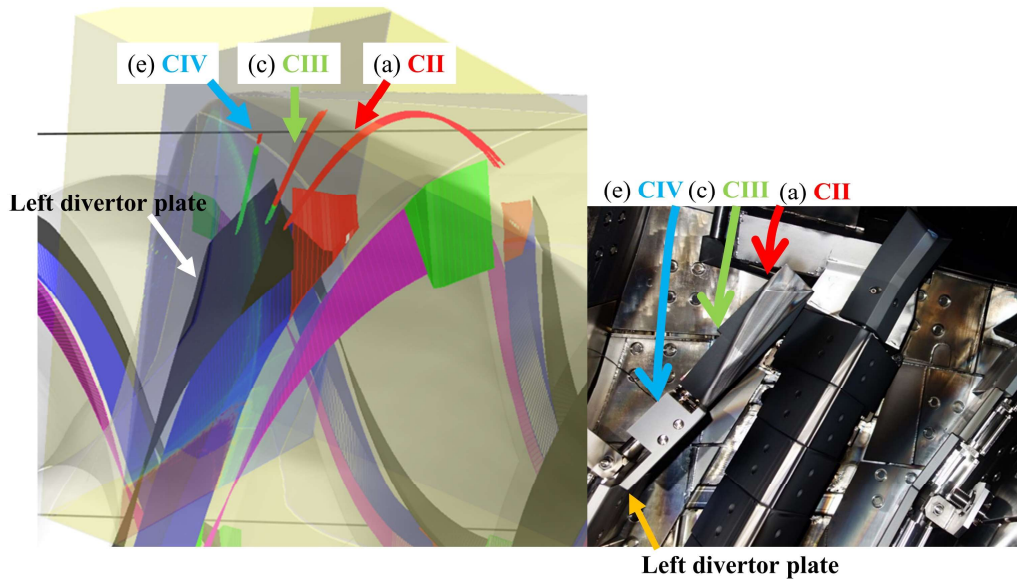 (e) CIV (c) CIII (a) CII
Left divertor plate
(e) CIV (c) CIII (a) CII
Left divertor plate